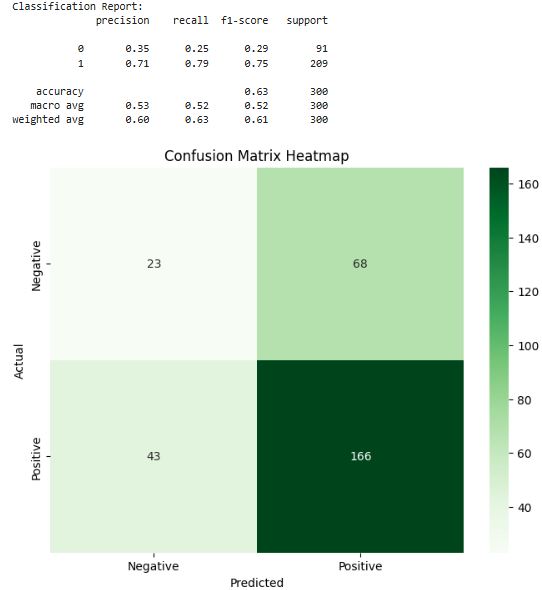 Classification Report:
precision recall f1-score support
0 0.35 0.25 0.29 91
1 0.71 0.79 0.75 209
accuracy 0.63 300
macro avg 0.53 0.52 0.52 300
weighted avg 0.60 0.63 0.61 300
Confusion Matrix Heatmap
160
140
120
100
80
60
40
Actual
Negative
23 68
Positive
43 166
Negative Positive
Predicted